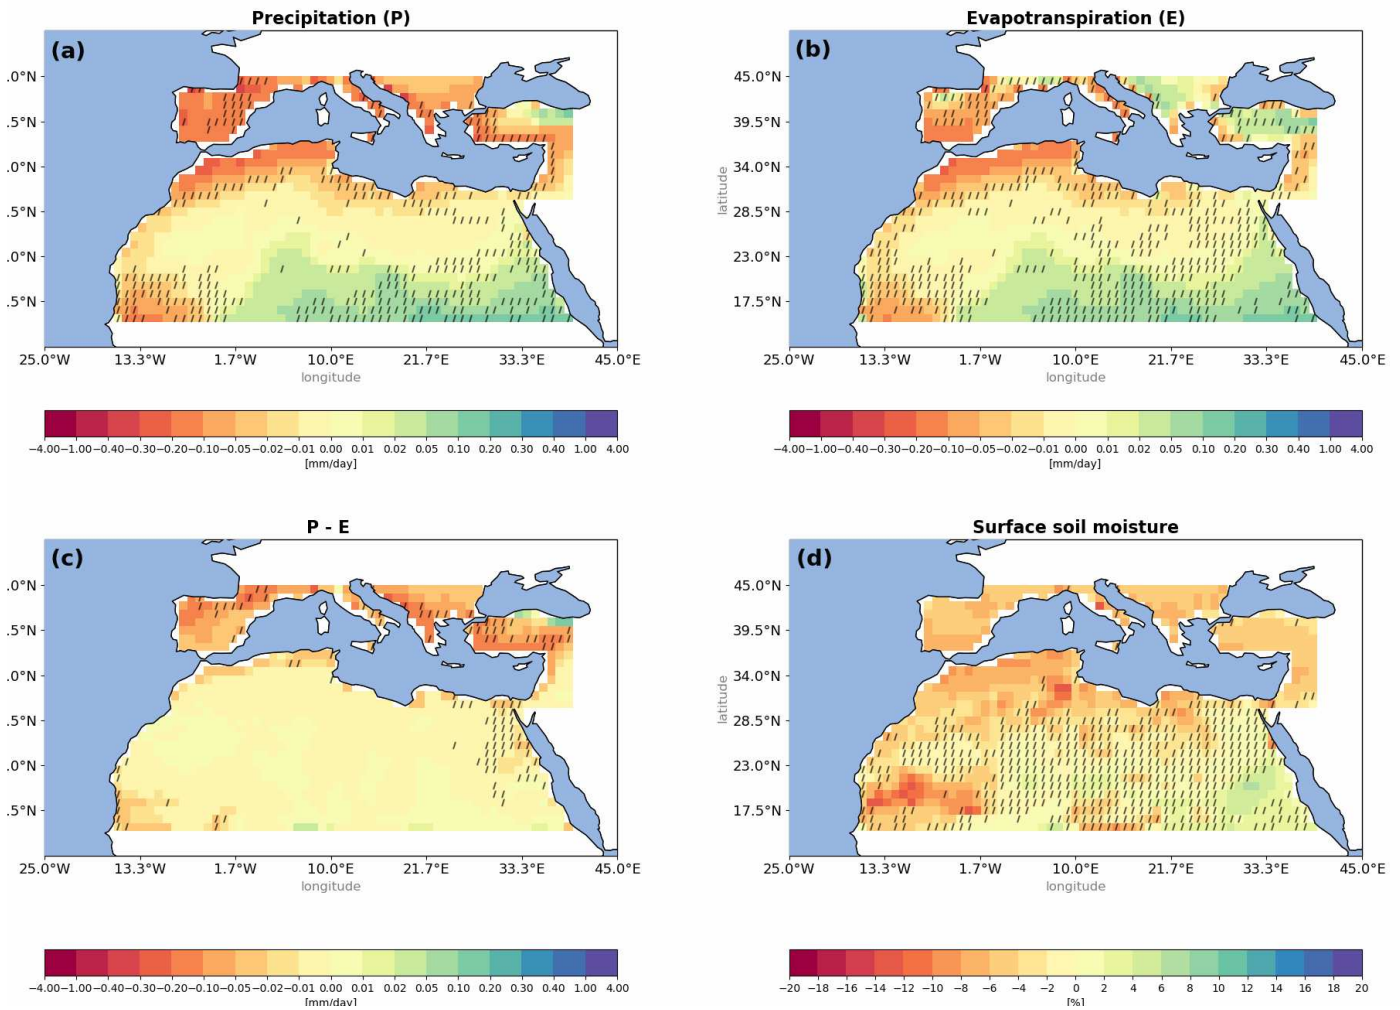 Precipitation (P)
Evapotranspiration (E)
(a)
(b)
.0°N
.5°N
.0°N
.5°N
.0°N
.5°N
45.0°N
39.5°N
34.0°N
28.5°N
23.0°N
17.5°N
latitude
25.0°W 13.3°W 1.7°W 10.0°E 21.7°E 33.3°E 45.0°E
25.0°W 13.3°W 1.7°W 10.0°E 21.7°E 33.3°E 45.0°E
longitude
longitude
−4.00 −1.00 −0.40 −0.30 −0.20 −0.10 −0.05 −0.02 −0.01 0.00 0.01 0.02 0.05 0.10 0.20 0.30 0.40 1.00 4.00
[mm/day]
−4.00 −1.00 −0.40 −0.30 −0.20 −0.10 −0.05 −0.02 −0.01 0.00 0.01 0.02 0.05 0.10 0.20 0.30 0.40 1.00 4.00
[mm/day]
P - E
Surface soil moisture
(c)
(d)
.0°N
.5°N
.0°N
.5°N
.0°N
.5°N
45.0°N
39.5°N
34.0°N
28.5°N
23.0°N
17.5°N
latitude
25.0°W 13.3°W 1.7°W 10.0°E 21.7°E 33.3°E 45.0°E
25.0°W 13.3°W 1.7°W 10.0°E 21.7°E 33.3°E 45.0°E
longitude
longitude
−4.00 −1.00 −0.40 −0.30 −0.20 −0.10 −0.05 −0.02 −0.01 0.00 0.01 0.02 0.05 0.10 0.20 0.30 0.40 1.00 4.00
[mm/day]
−20 −18 −16 −14 −12 −10 −8 −6 −4 −2 0 2 4 6 8 10 12 14 16 18 20
[%]